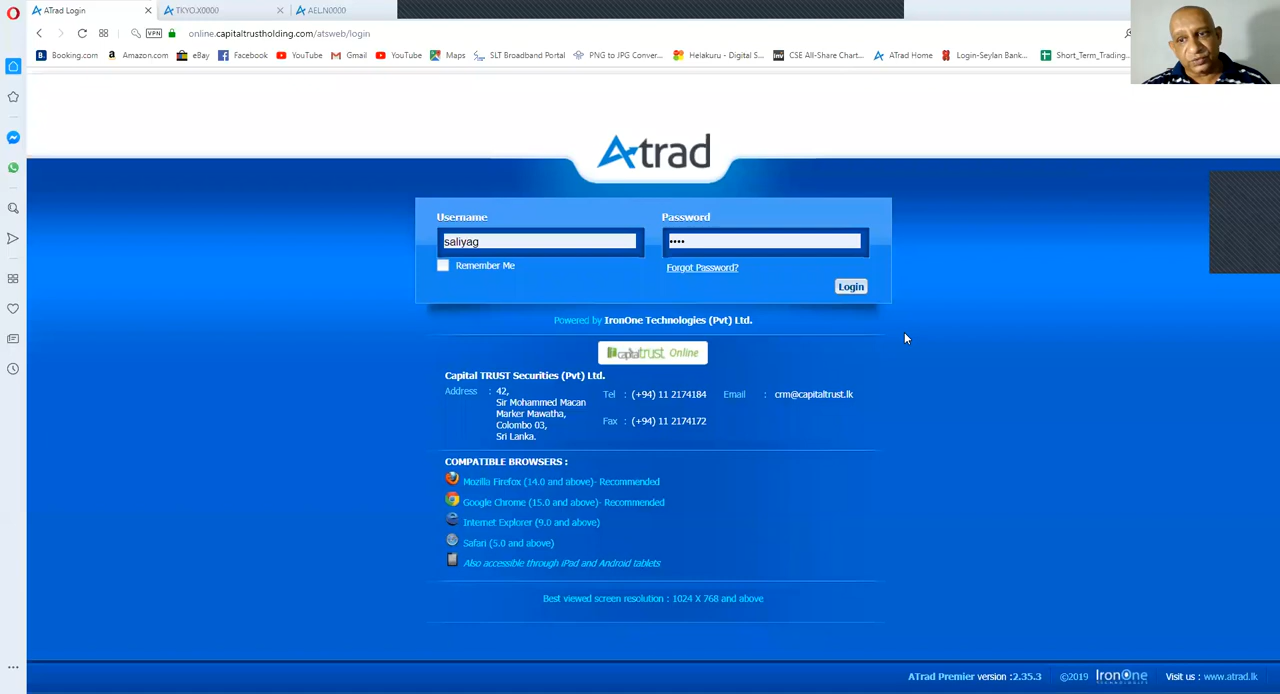 ATrad Login
TKYO.X0000
AEL.N0000
VPN
online.capitaltrustholding.com/atsweb/login
Booking.com
Amazon.com
eBay
Facebook
YouTube
Gmail
YouTube
Maps
SLT Broadband Portal
PNG to JPG Conver...
Helakuru - Digital S...
inv
CSE All-Share Chart...
ATrad Home
Login-Seylan Bank...
Short_Term_Trading
Atrad
Username
Password
saliyag
••••
Remember Me
Forgot Password?
Login
Powered by IronOne Technologies (Pvt) Ltd.
capital trust Online
Capital TRUST Securities (Pvt) Ltd.
Address : 42,
Sir Mohammed Macan
Marker Mawatha,
Colombo 03,
Sri Lanka.
Tel : (+94) 11 2174184
Email : crm@capitaltrust.lk
Fax : (+94) 11 2174172
COMPATIBLE BROWSERS :
Mozilla Firefox (14.0 and above)- Recommended
Google Chrome (15.0 and above)- Recommended
Internet Explorer (9.0 and above)
Safari (5.0 and above)
Also accessible through iPad and Android tablets
Best viewed screen resolution : 1024 X 768 and above
ATrad Premier version :2.35.3 ©2019 IronOne TECHNOLOGIES Visit us : www.atrad.lk